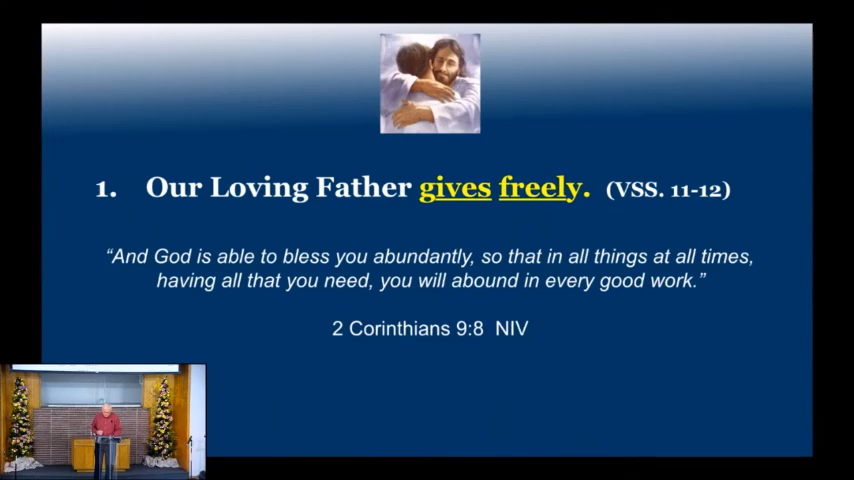 1. Our Loving Father gives freely. (VSS. 11-12)
“And God is able to bless you abundantly, so that in all things at all times,
having all that you need, you will abound in every good work.”
2 Corinthians 9:8 NIV